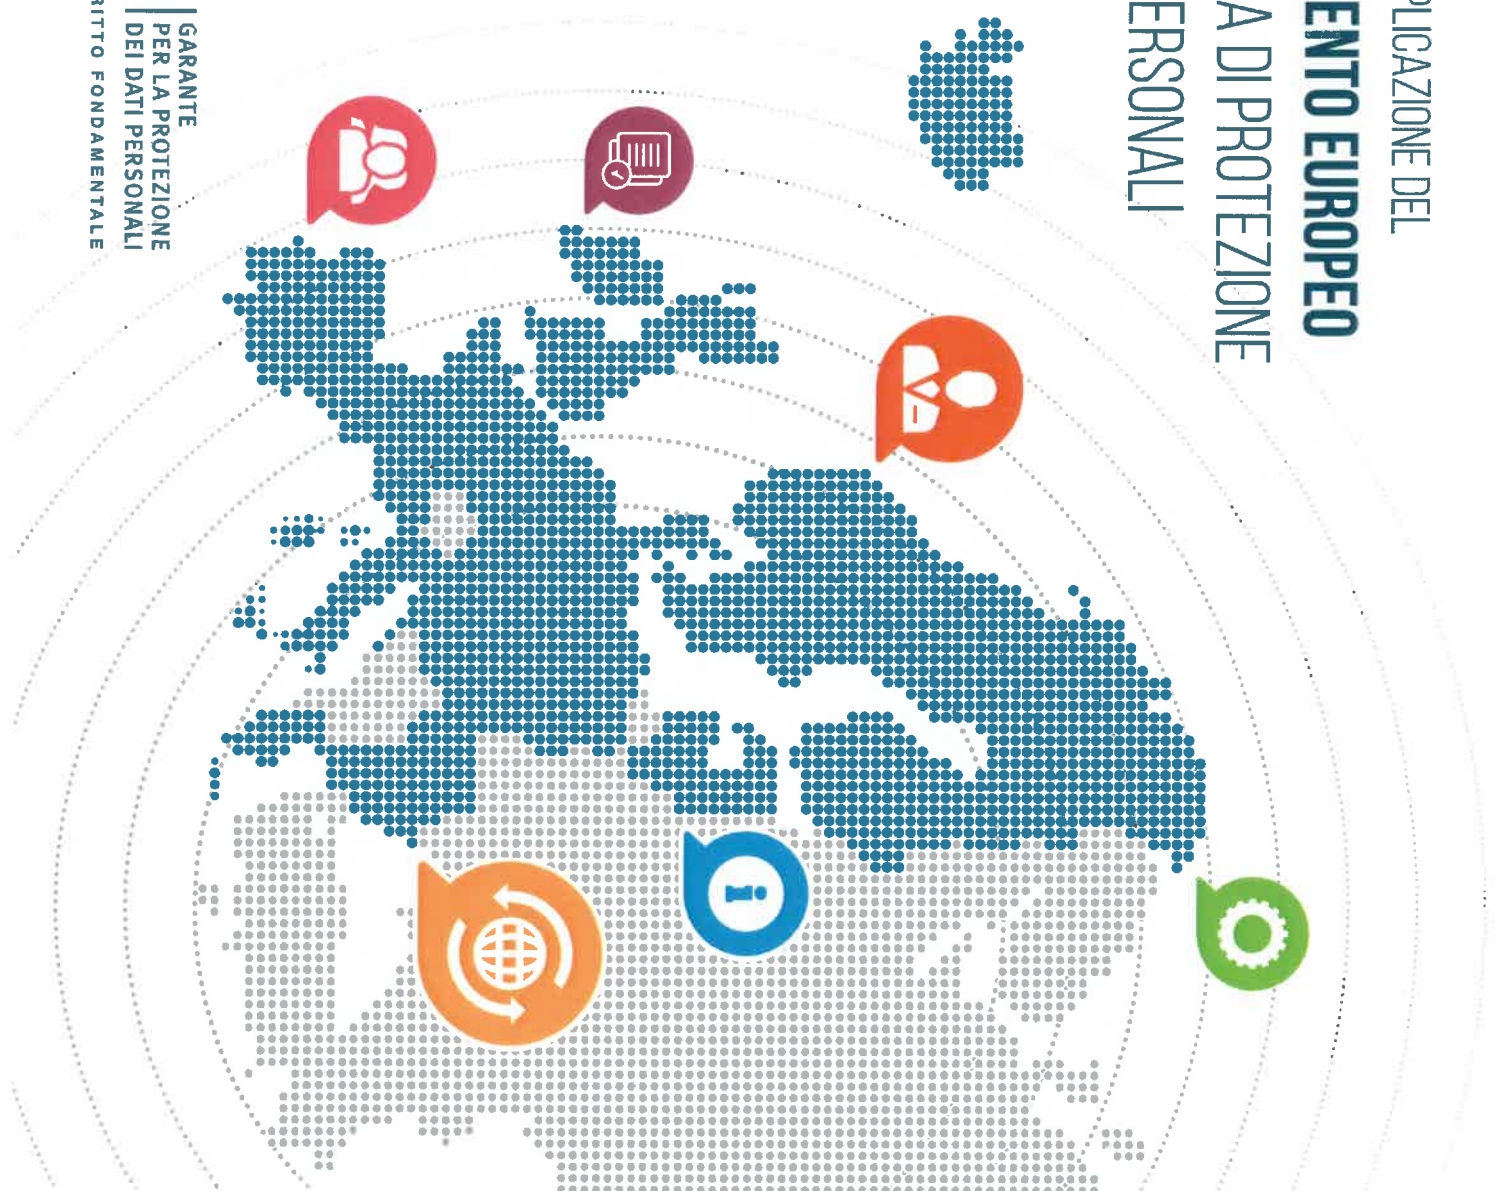 PLICAZIONE DEL
ENTO EUROPEO
A DI PROTEZIONE
ERSONALI
i
GARANTE
PER LA PROTEZIONE
DEI DATI PERSONALI
RITTO FONDAMENTALE